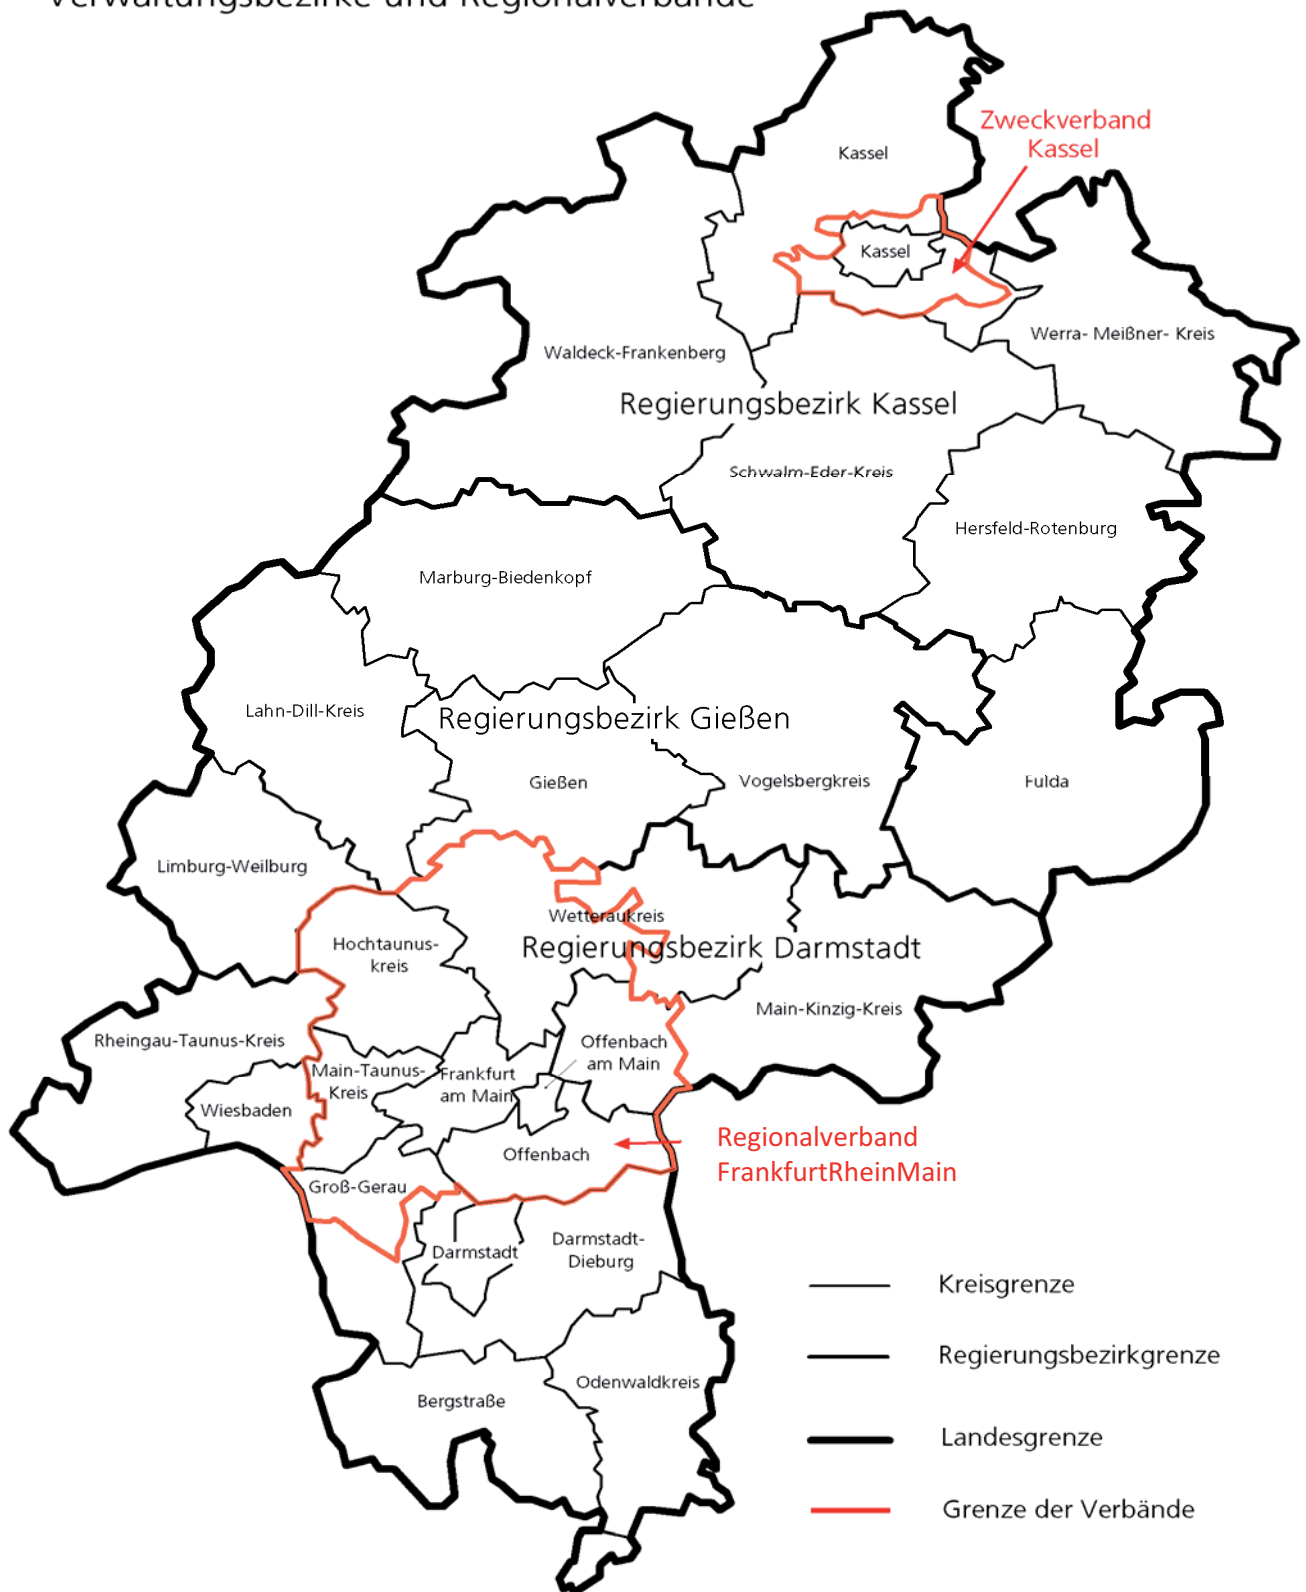 Verwaltungsbezirke und Regionalverbände
Zweckverband
Kassel
Kassel
Kassel
Werra- Meißner- Kreis
Waldeck-Frankenberg
Regierungsbezirk Kassel
Schwalm-Eder-Kreis
Hersfeld-Rotenburg
Marburg-Biedenkopf
Lahn-Dill-Kreis
Regierungsbezirk Gießen
Gießen
Vogelsbergkreis
Fulda
Limburg-Weilburg
Wetteraukreis
Hochtaunus-
kreis
Regierungsbezirk Darmstadt
Main-Kinzig-Kreis
Rheingau-Taunus-Kreis
Offenbach
am Main
Main-Taunus-
Kreis
Frankfurt
am Main
Wiesbaden
Regionalverband
FrankfurtRheinMain
Offenbach
Groß-Gerau
Darmstadt
Darmstadt-
Dieburg
Odenwaldkreis
Bergstraße
Kreisgrenze
Regierungsbezirkgrenze
Landesgrenze
Grenze der Verbände